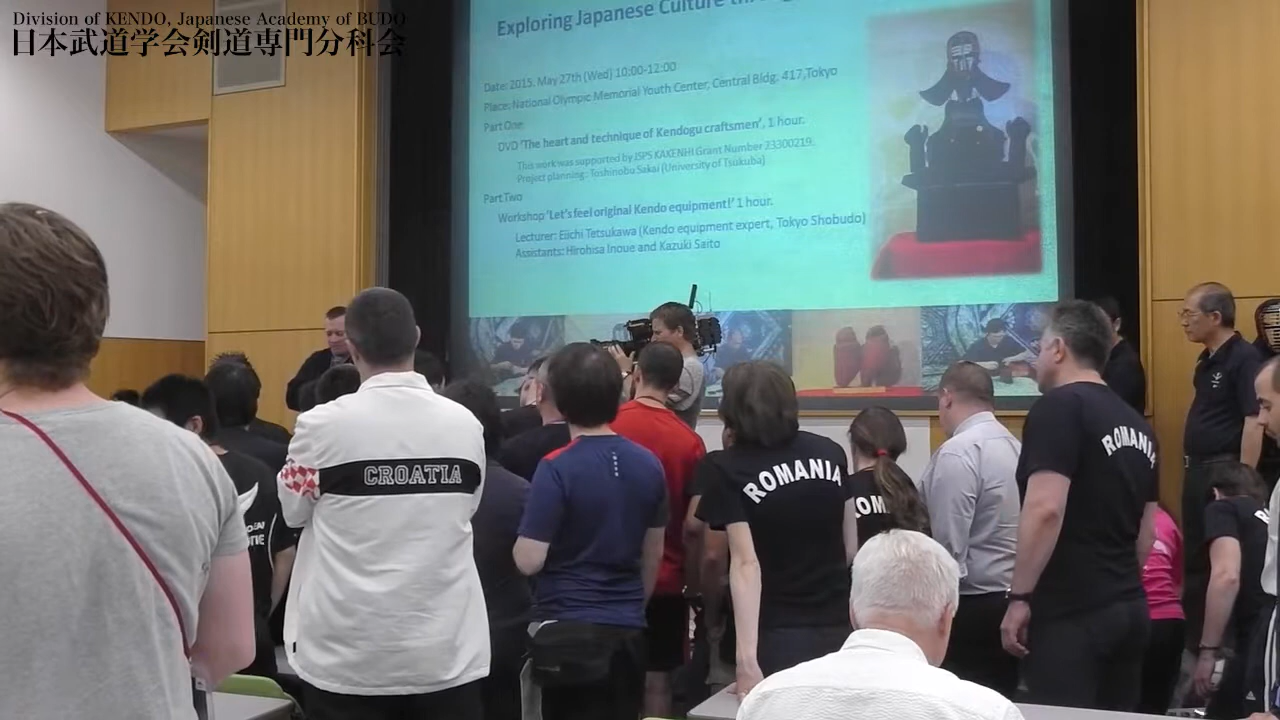 Division of KENDO, Japanese Academy of BUDO
日本武道学会剣道専門分科会
Exploring Japanese Culture
Date: 2015. May 27th (Wed) 10:00-12:00
Place: National Olympic Memorial Youth Center, Central Bldg. 417,Tokyo
Part One
DVD 'The heart and technique of Kendogu craftsmen', 1 hour.
This work was supported by JSPS KAKENHI Grant Number 23300219.
Project planning: Toshinobu Sakai (University of Tsukuba)
Part Two
Workshop 'Let's feel original Kendo equipment!' 1 hour.
Lecturer: Eiichi Tetsukawa (Kendo equipment expert, Tokyo Shobudo)
Assistants: Hirohisa Inoue and Kazuki Saito
CROATIA
ROMANIA
ROMANIA